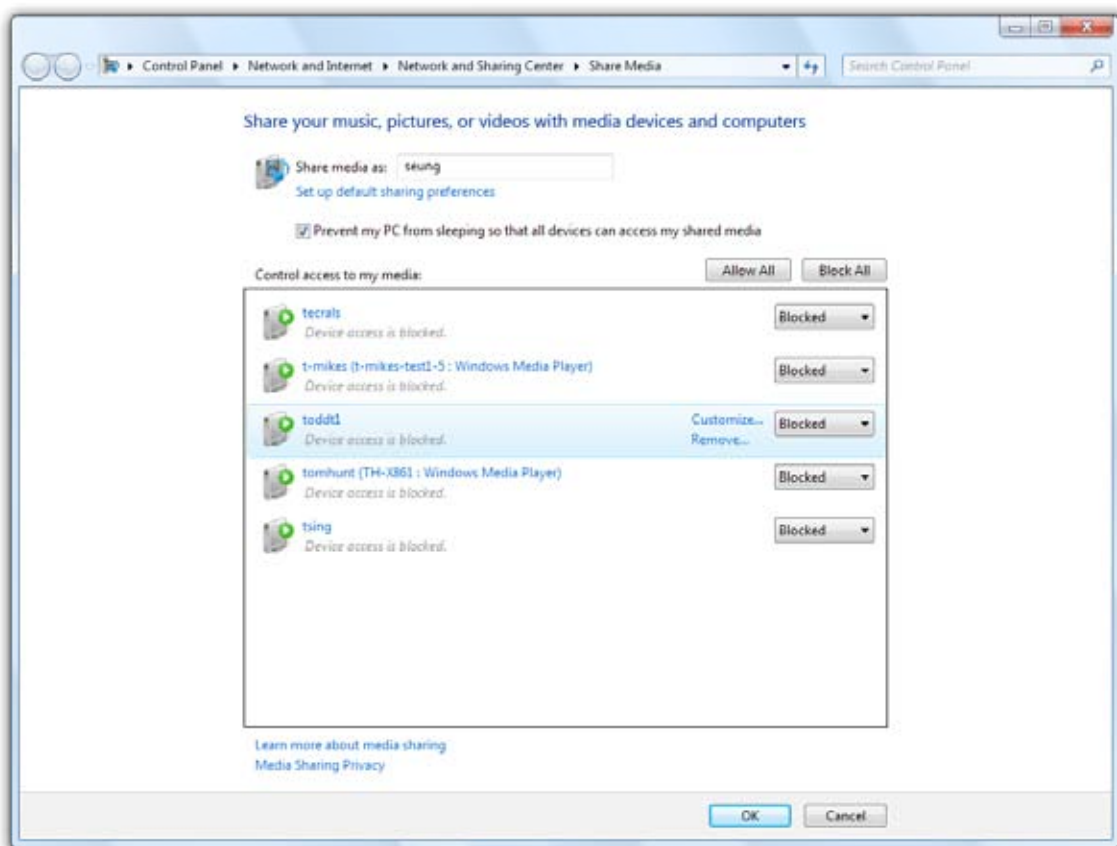 Control Panel ▸ Network and Internet ▸ Network and Sharing Center ▸ Share Media
Search Control Panel
Share your music, pictures, or videos with media devices and computers
Share media as: seung
Set up default sharing preferences
Prevent my PC from sleeping so that all devices can access my shared media
Control access to my media:
Allow All
Block All
tecrals
Device access is blocked.
Blocked
t-mikes (t-mikes-test1-5 : Windows Media Player)
Device access is blocked.
Blocked
toddt1
Device access is blocked.
Customize...
Remove...
Blocked
tomhunt (TH-X861 : Windows Media Player)
Device access is blocked.
Blocked
tsing
Device access is blocked.
Blocked
Learn more about media sharing
Media Sharing Privacy
OK
Cancel